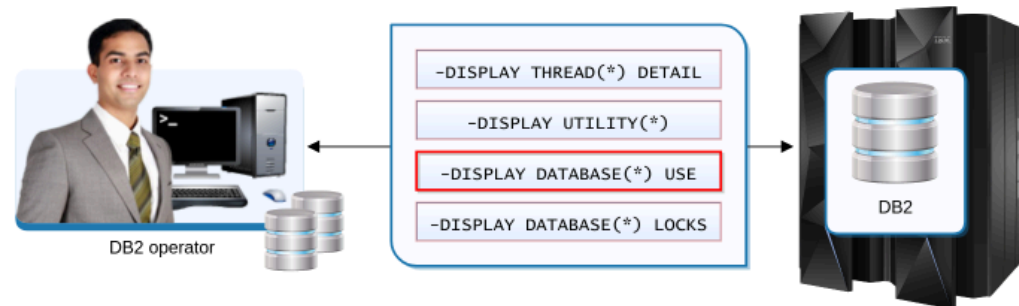 >_
-DISPLAY THREAD(*) DETAIL
-DISPLAY UTILITY(*)
-DISPLAY DATABASE(*) USE
-DISPLAY DATABASE(*) LOCKS
DB2 operator
DB2